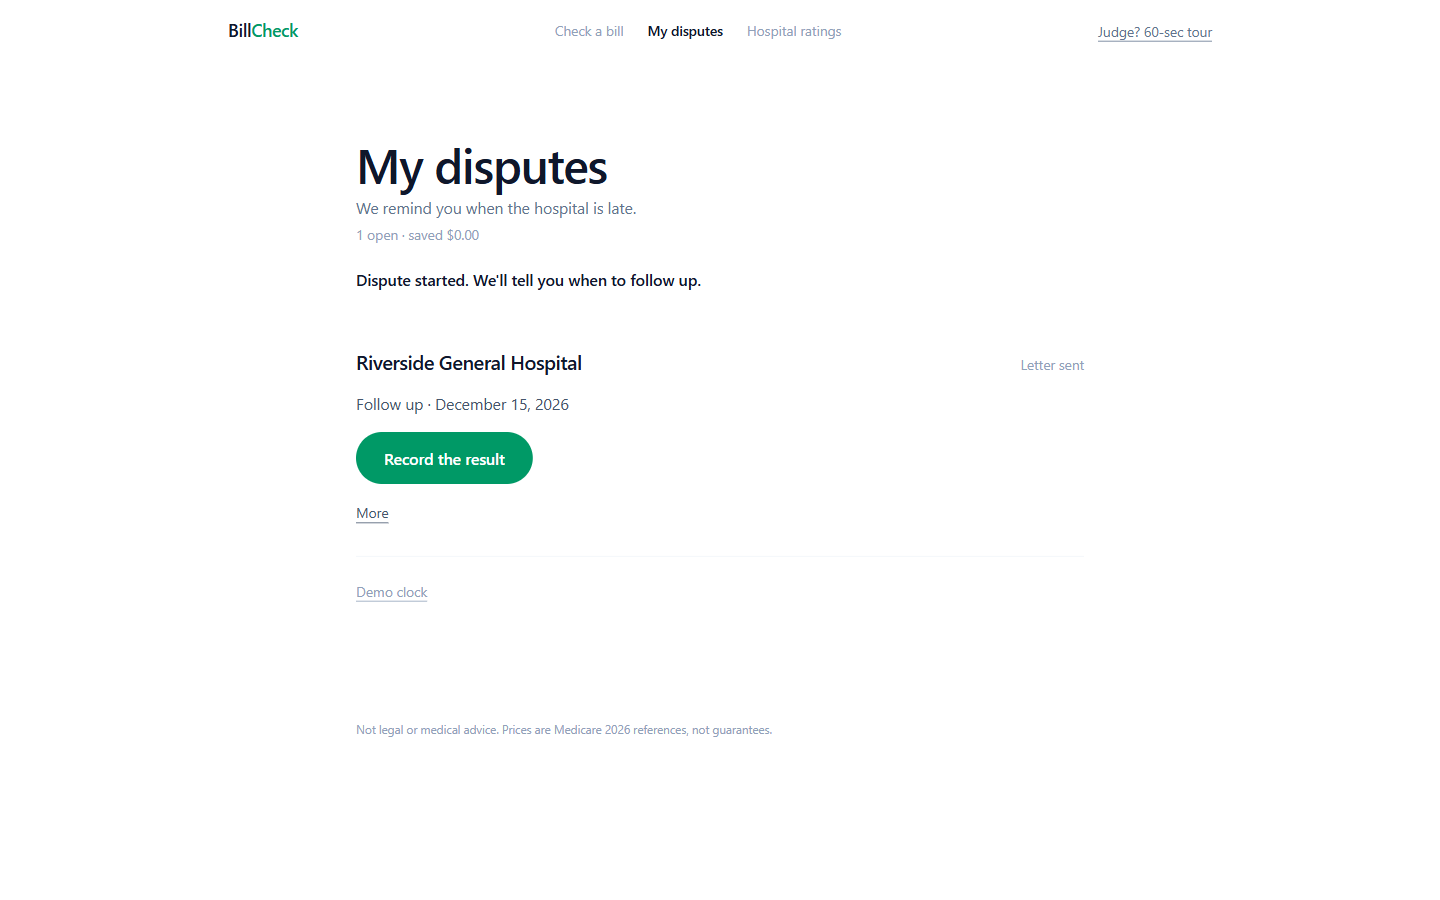 BillCheck
Check a bill
My disputes
Hospital ratings
Judge? 60-sec tour
My disputes
We remind you when the hospital is late.
1 open · saved $0.00
Dispute started. We'll tell you when to follow up.
Riverside General Hospital
Letter sent
Follow up · December 15, 2026
Record the result
More
Demo clock
Not legal or medical advice. Prices are Medicare 2026 references, not guarantees.